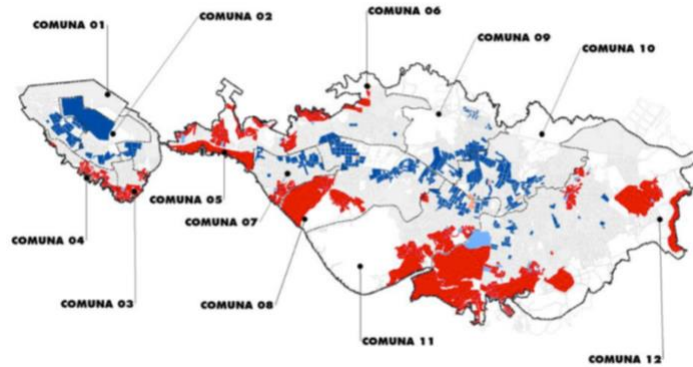 COMUNA 01
COMUNA 02
COMUNA 06
COMUNA 09
COMUNA 10
COMUNA 05
COMUNA 07
COMUNA 04
COMUNA 03
COMUNA 08
COMUNA 11
COMUNA 12